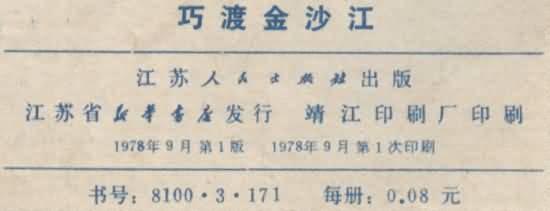 巧渡金沙江
江苏人民出版社出版
江苏省新华书店发行 靖江印刷厂印刷
1978年9月第1版 1978年9月第1次印刷
书号：8100·3·171 每册：0.08元